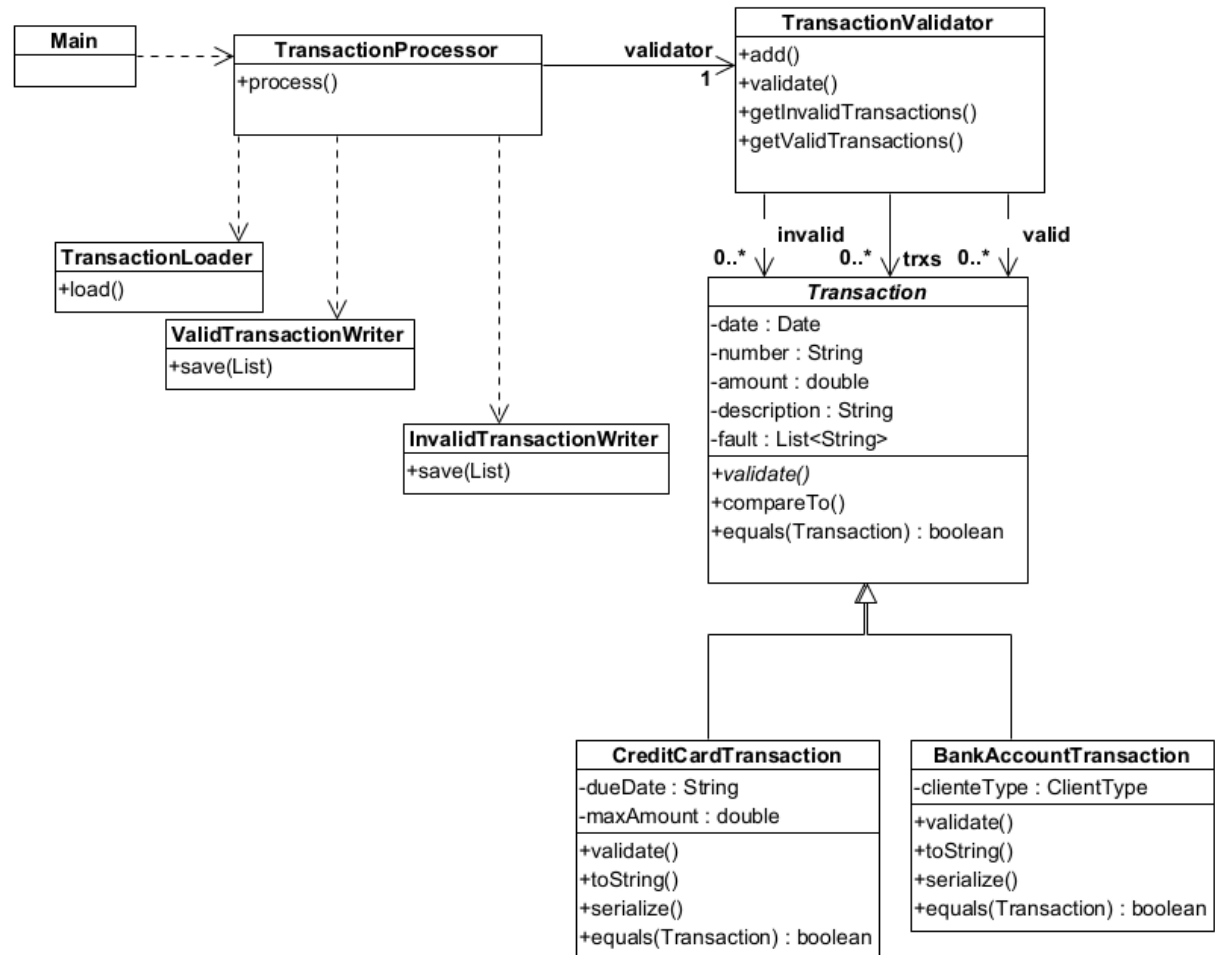 Main
TransactionProcessor
+process()
validator
1
TransactionValidator
+add()
+validate()
+getInvalidTransactions()
+getValidTransactions()
invalid
0..*
0..*
trxs
0..*
valid
TransactionLoader
+load()
ValidTransactionWriter
+save(List)
InvalidTransactionWriter
+save(List)
Transaction
-date : Date
-number : String
-amount : double
-description : String
-fault : List<String>
+validate()
+compareTo()
+equals(Transaction) : boolean
CreditCardTransaction
-dueDate : String
-maxAmount : double
+validate()
+toString()
+serialize()
+equals(Transaction) : boolean
BankAccountTransaction
-clienteType : ClientType
+validate()
+toString()
+serialize()
+equals(Transaction) : boolean